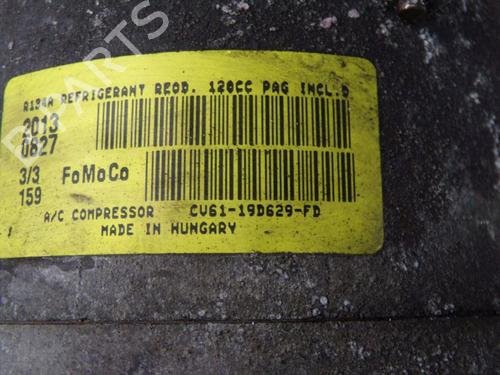 R134A REFRIGERANT REQD. 120CC PAG INCL.D
2013
0827
3/3 FoMoCo
159
A/C COMPRESSOR CV61-19D629-FD
MADE IN HUNGARY